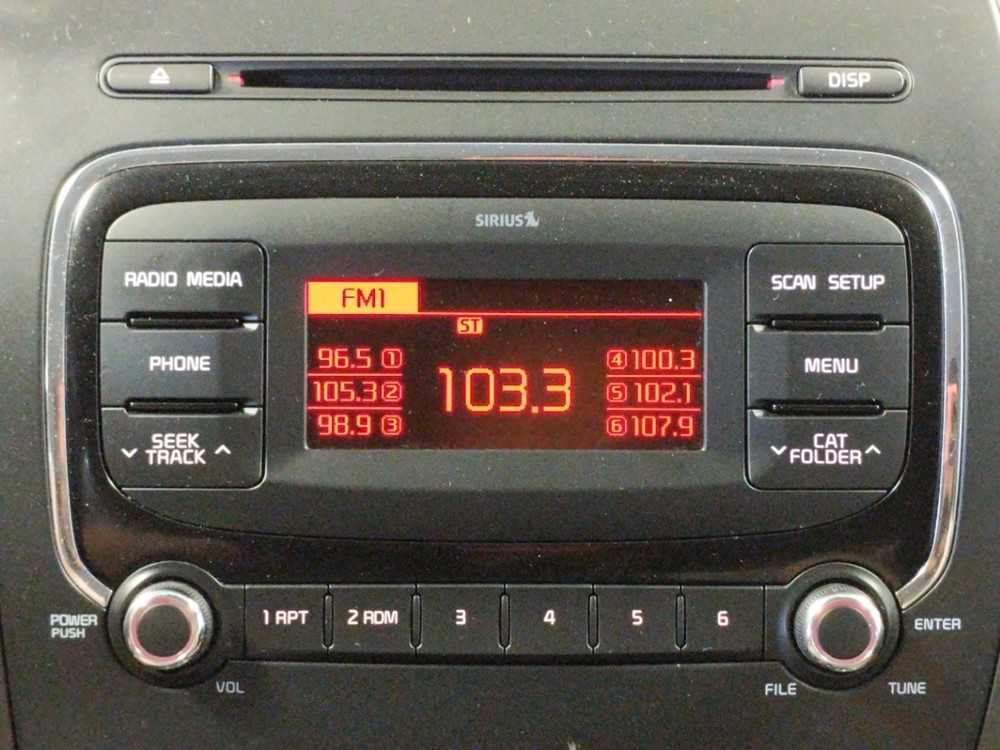 DISP
SIRIUS
RADIO MEDIA
SCAN SETUP
FM1
ST
PHONE
MENU
96.5 1
105.3 2
98.9 3
103.3
4 100.3
5 102.1
6 107.9
SEEK
TRACK
CAT
FOLDER
POWER
PUSH
VOL
1 RPT
2 RDM
3
4
5
6
ENTER
FILE
TUNE